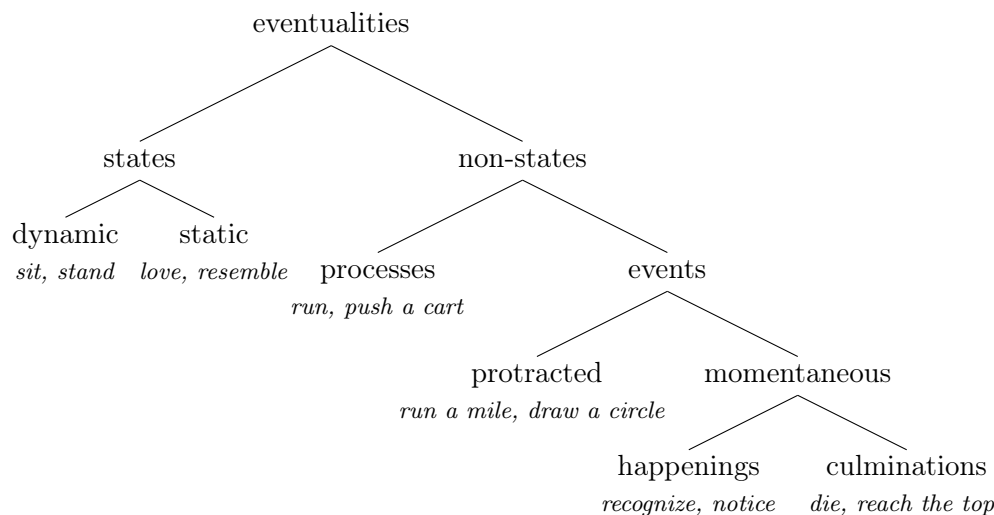 eventualities
states non-states
dynamic static
sit, stand love, resemble
processes events
run, push a cart
protracted momentaneous
run a mile, draw a circle
happenings culminations
recognize, notice die, reach the top